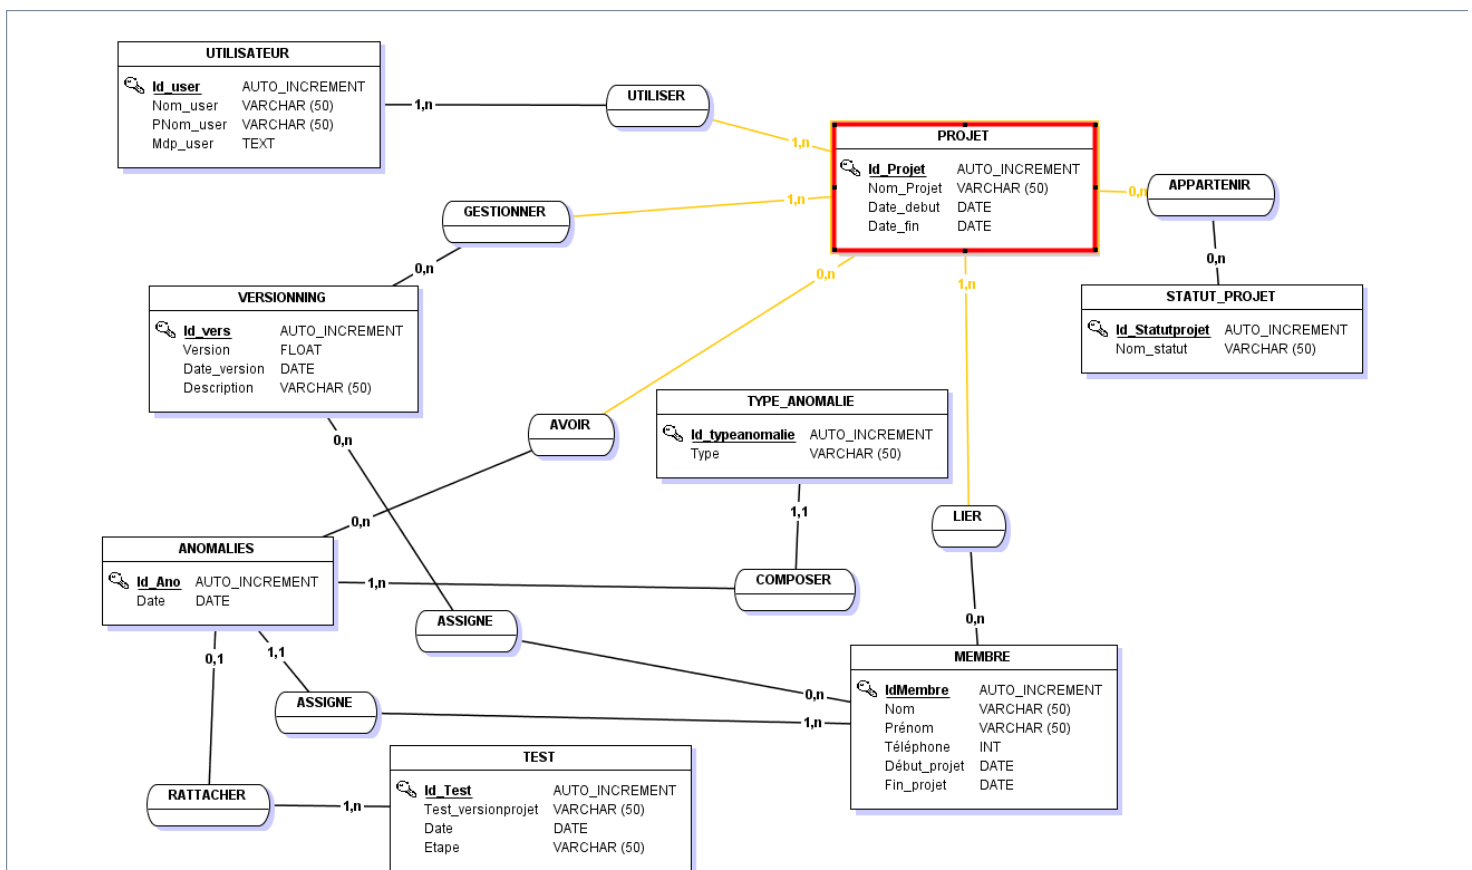 UTILISATEUR
Id_user AUTO_INCREMENT
Nom_user VARCHAR (50)
PNom_user VARCHAR (50)
Mdp_user TEXT
1,n
UTILISER
1,n
PROJET
Id_Projet AUTO_INCREMENT
Nom_Projet VARCHAR (50)
Date_debut DATE
Date_fin DATE
0,n
APPARTENIR
0,n
STATUT_PROJET
Id_Statutprojet AUTO_INCREMENT
Nom_statut VARCHAR (50)
GESTIONNER
1,n
0,n
VERSIONNING
Id_vers AUTO_INCREMENT
Version FLOAT
Date_version DATE
Description VARCHAR (50)
0,n
1,n
0,n
AVOIR
0,n
TYPE_ANOMALIE
Id_typeanomalie AUTO_INCREMENT
Type VARCHAR (50)
1,1
LIER
0,n
ANOMALIES
Id_Ano AUTO_INCREMENT
Date DATE
1,n
COMPOSER
ASSIGNE
0,n
0,1
1,1
ASSIGNE
1,n
MEMBRE
IdMembre AUTO_INCREMENT
Nom VARCHAR (50)
Prénom VARCHAR (50)
Téléphone INT
Début_projet DATE
Fin_projet DATE
RATTACHER
1,n
TEST
Id_Test AUTO_INCREMENT
Test_versionprojet VARCHAR (50)
Date DATE
Etape VARCHAR (50)